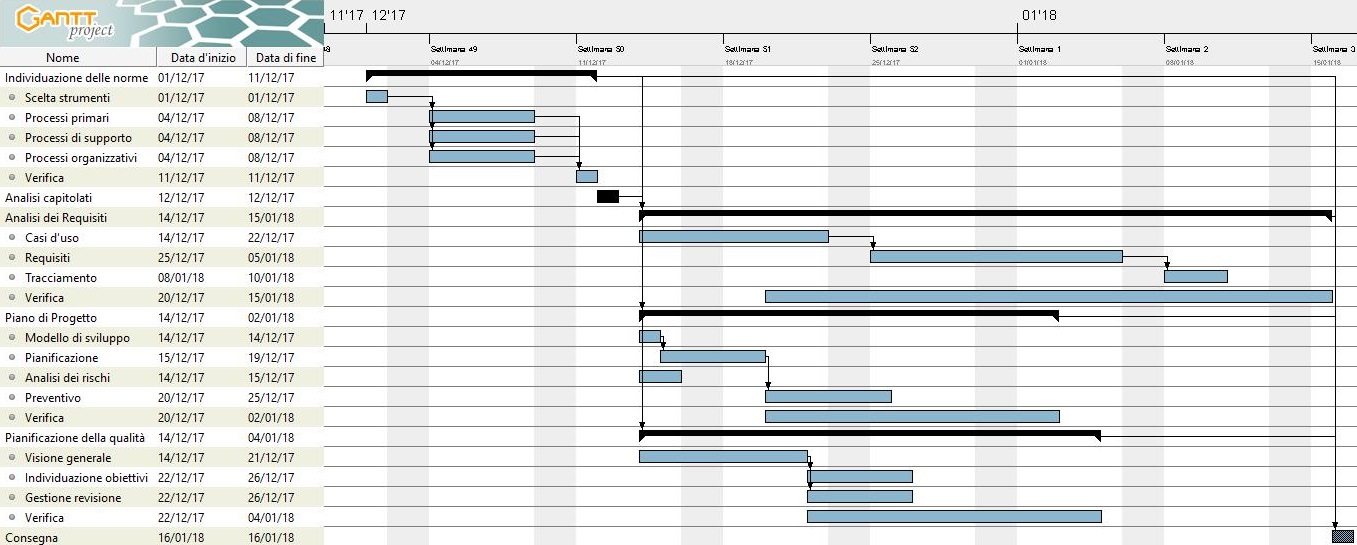 GANTT project
11'17 12'17 01'18
48 Settimana 49 Settimana 50 Settimana 51 Settimana 52 Settimana 1 Settimana 2 Settimana 3
04/12/17 11/12/17 18/12/17 25/12/17 01/01/18 08/01/18 15/01/18
Nome Data d'inizio Data di fine
Individuazione delle norme 01/12/17 11/12/17
Scelta strumenti 01/12/17 01/12/17
Processi primari 04/12/17 08/12/17
Processi di supporto 04/12/17 08/12/17
Processi organizzativi 04/12/17 08/12/17
Verifica 11/12/17 11/12/17
Analisi capitolati 12/12/17 12/12/17
Analisi dei Requisiti 14/12/17 15/01/18
Casi d'uso 14/12/17 22/12/17
Requisiti 25/12/17 05/01/18
Tracciamento 08/01/18 10/01/18
Verifica 20/12/17 15/01/18
Piano di Progetto 14/12/17 02/01/18
Modello di sviluppo 14/12/17 14/12/17
Pianificazione 15/12/17 19/12/17
Analisi dei rischi 14/12/17 15/12/17
Preventivo 20/12/17 25/12/17
Verifica 20/12/17 02/01/18
Pianificazione della qualità 14/12/17 04/01/18
Visione generale 14/12/17 21/12/17
Individuazione obiettivi 22/12/17 26/12/17
Gestione revisione 22/12/17 26/12/17
Verifica 22/12/17 04/01/18
Consegna 16/01/18 16/01/18